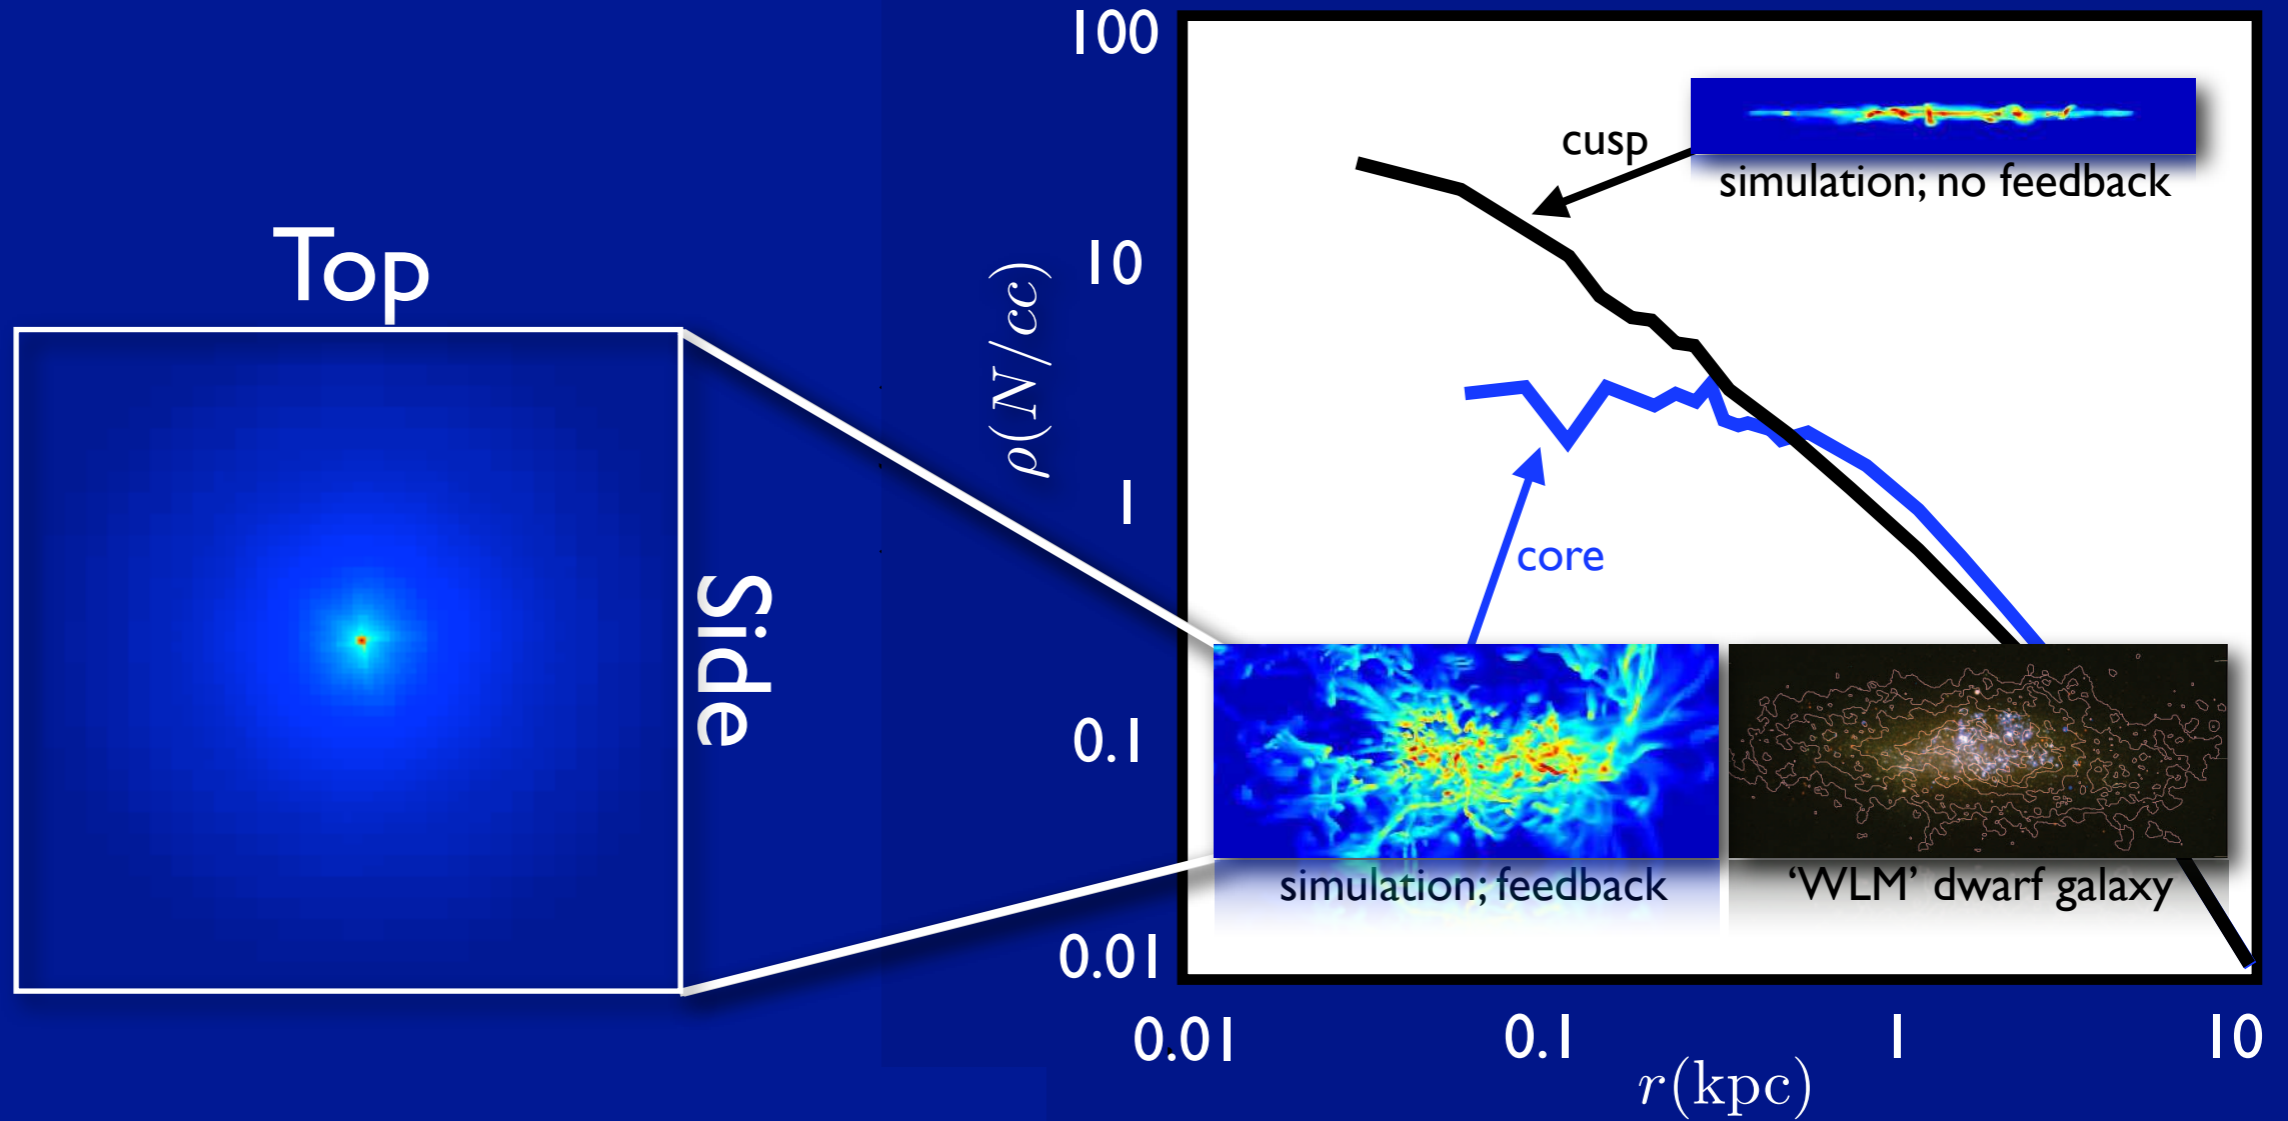 Top
Side
100
10
1
0.1
0.01
ρ(N/cc)
cusp
simulation; no feedback
core
simulation; feedback
‘WLM’ dwarf galaxy
0.01
0.1
1
10
r(kpc)